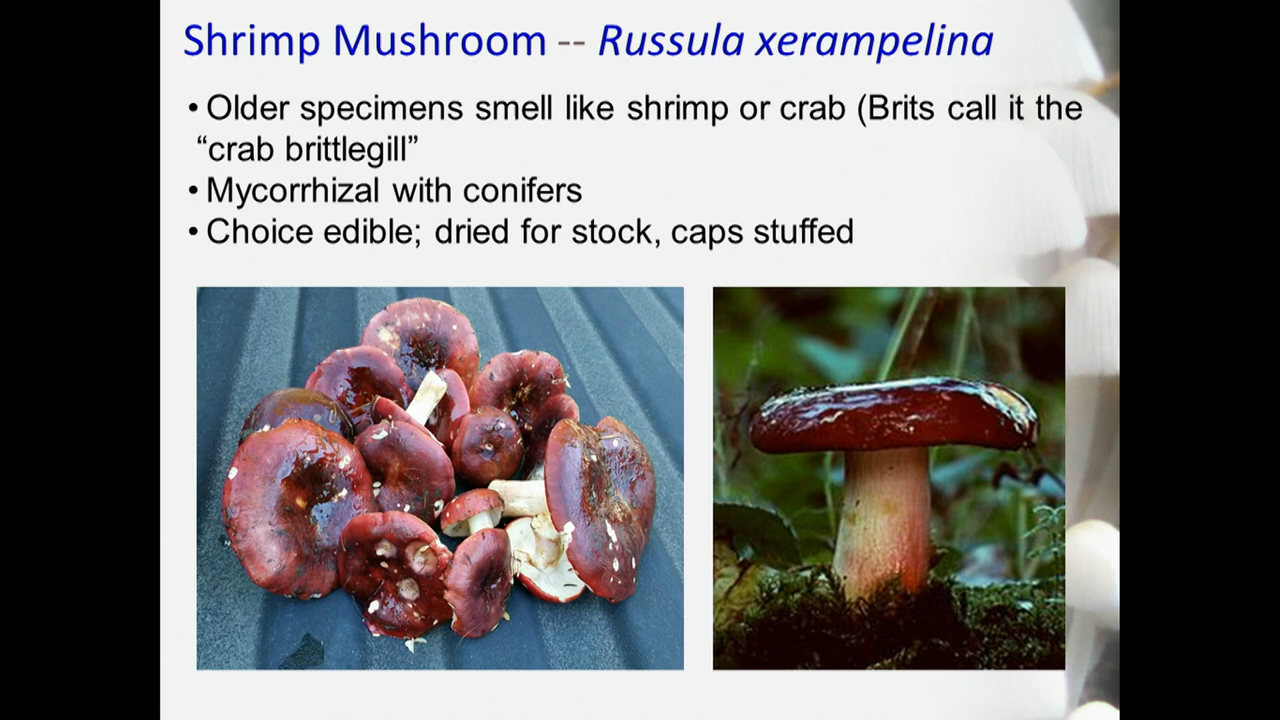 Shrimp Mushroom -- Russula xerampelina
• Older specimens smell like shrimp or crab (Brits call it the
“crab brittlegill”
• Mycorrhizal with conifers
• Choice edible; dried for stock, caps stuffed